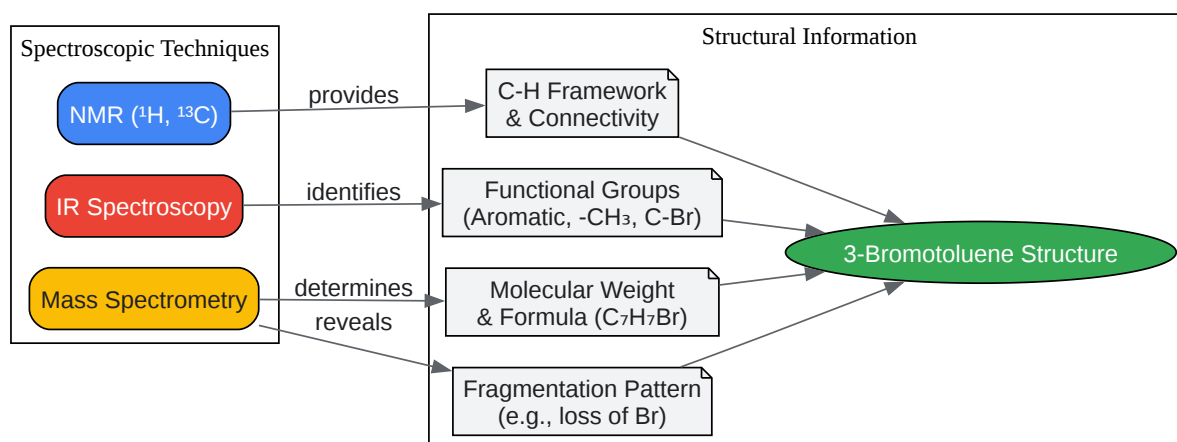 Spectroscopic Techniques
NMR (¹H, ¹³C)
IR Spectroscopy
Mass Spectrometry
provides
identifies
determines
reveals
Structural Information
C-H Framework
& Connectivity
Functional Groups
(Aromatic, -CH₃, C-Br)
Molecular Weight
& Formula (C₇H₇Br)
Fragmentation Pattern
(e.g., loss of Br)
3-Bromotoluene Structure